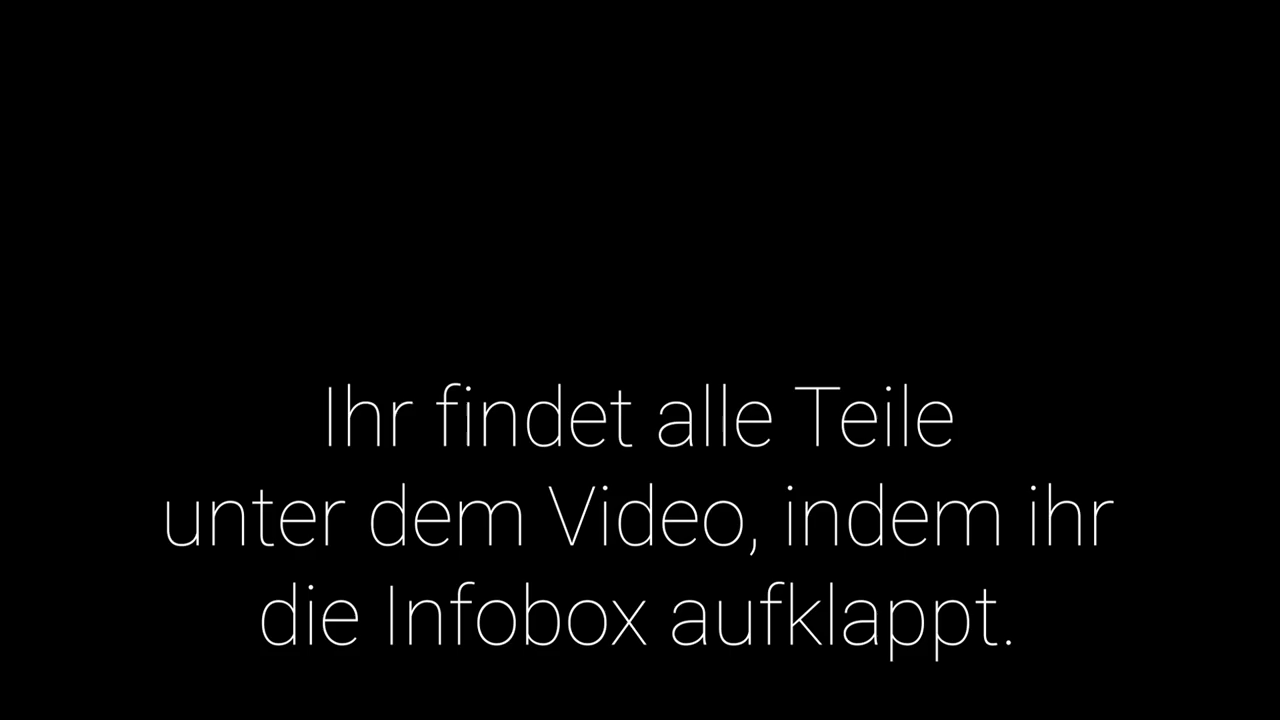 Ihr findet alle Teile
unter dem Video, indem ihr
die Infobox aufklappt.